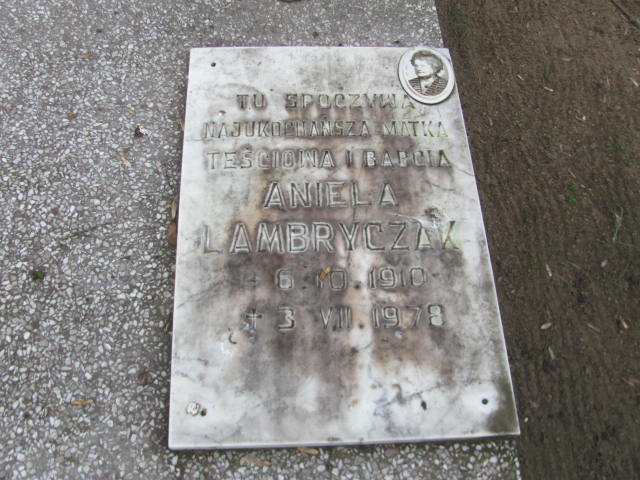 TU SPOCZYWA
NAJUKOCHAŃSZA MATKA
TEŚCIOWA I BABCIA
ANIELA
LAMBRYCZAK
* 6 10 1910
✝ 3 VII 1978